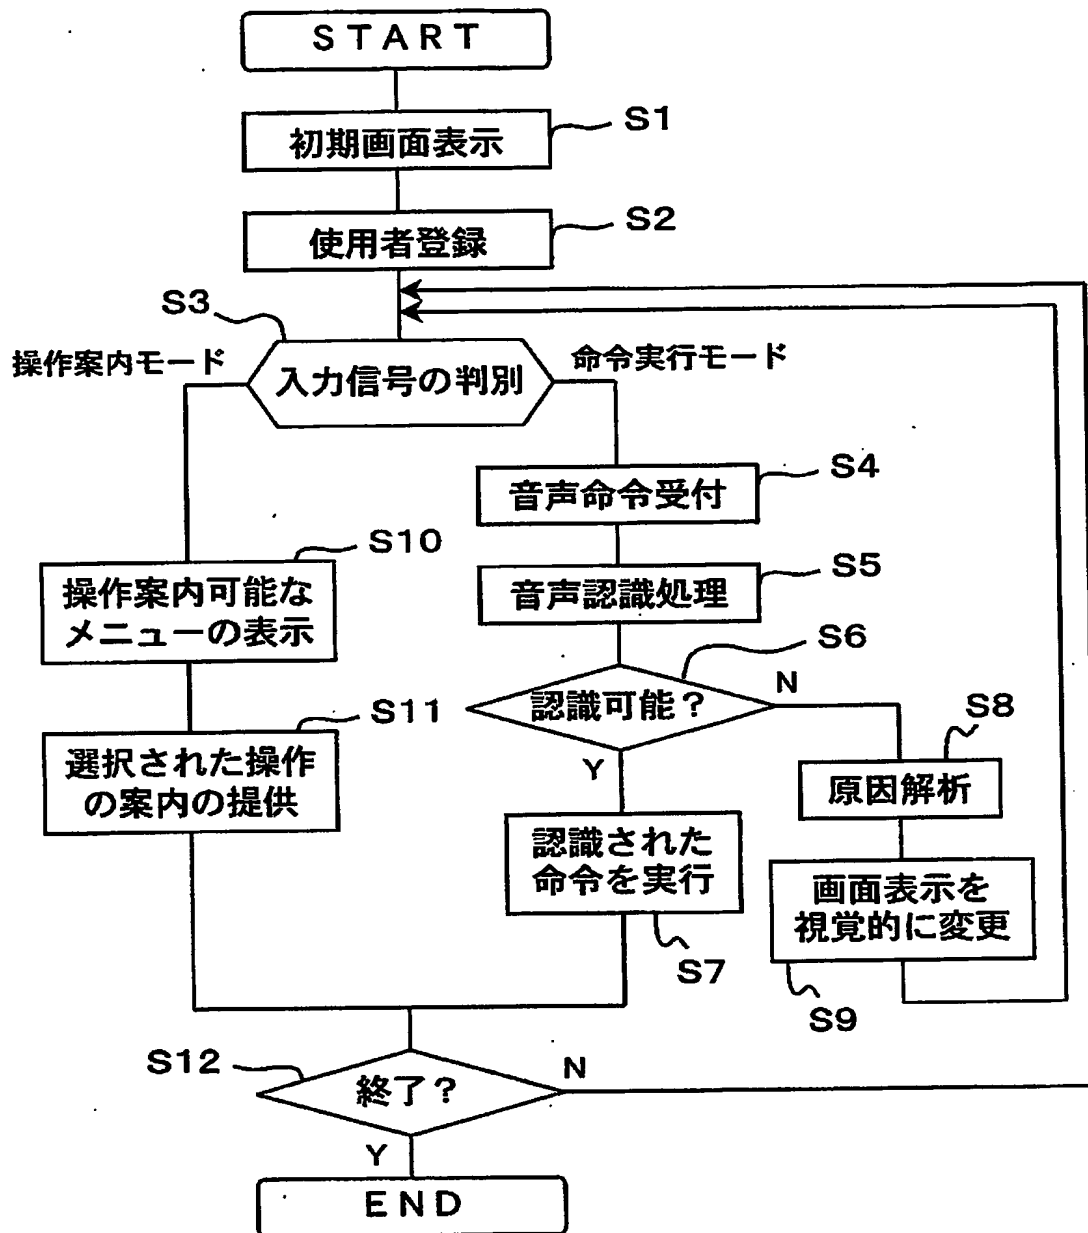 START
S1
初期画面表示
S2
使用者登録
S3
操作案内モード
命令実行モード
入力信号の判別
S4
音声命令受付
S10
S5
操作案内可能な
メニューの表示
音声認識処理
S6
認識可能？
N
S11
S8
選択された操作
の案内の提供
Y
原因解析
認識された
命令を実行
画面表示を
視覚的に変更
S7
S9
S12
終了？
N
Y
END